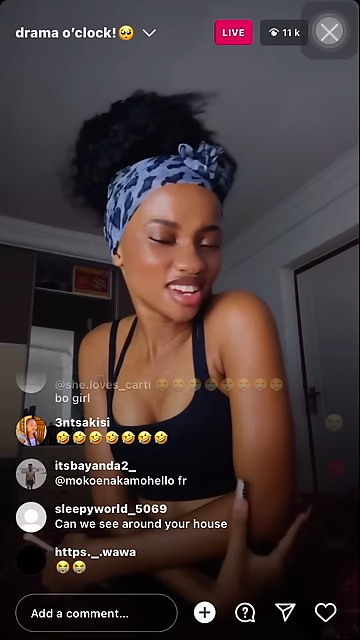 drama o'clock!🥺
LIVE
11 k
@she.loves_carti 😭😭😭😭😭😭😭😭
bo girl
3ntsakisi
🤣🤣🤣🤣🤣🤣🤣
itsbayanda2_
@mokoenakamohello fr
sleepyworld_5069
Can we see around your house
https._.wawa
😭😭
Add a comment...